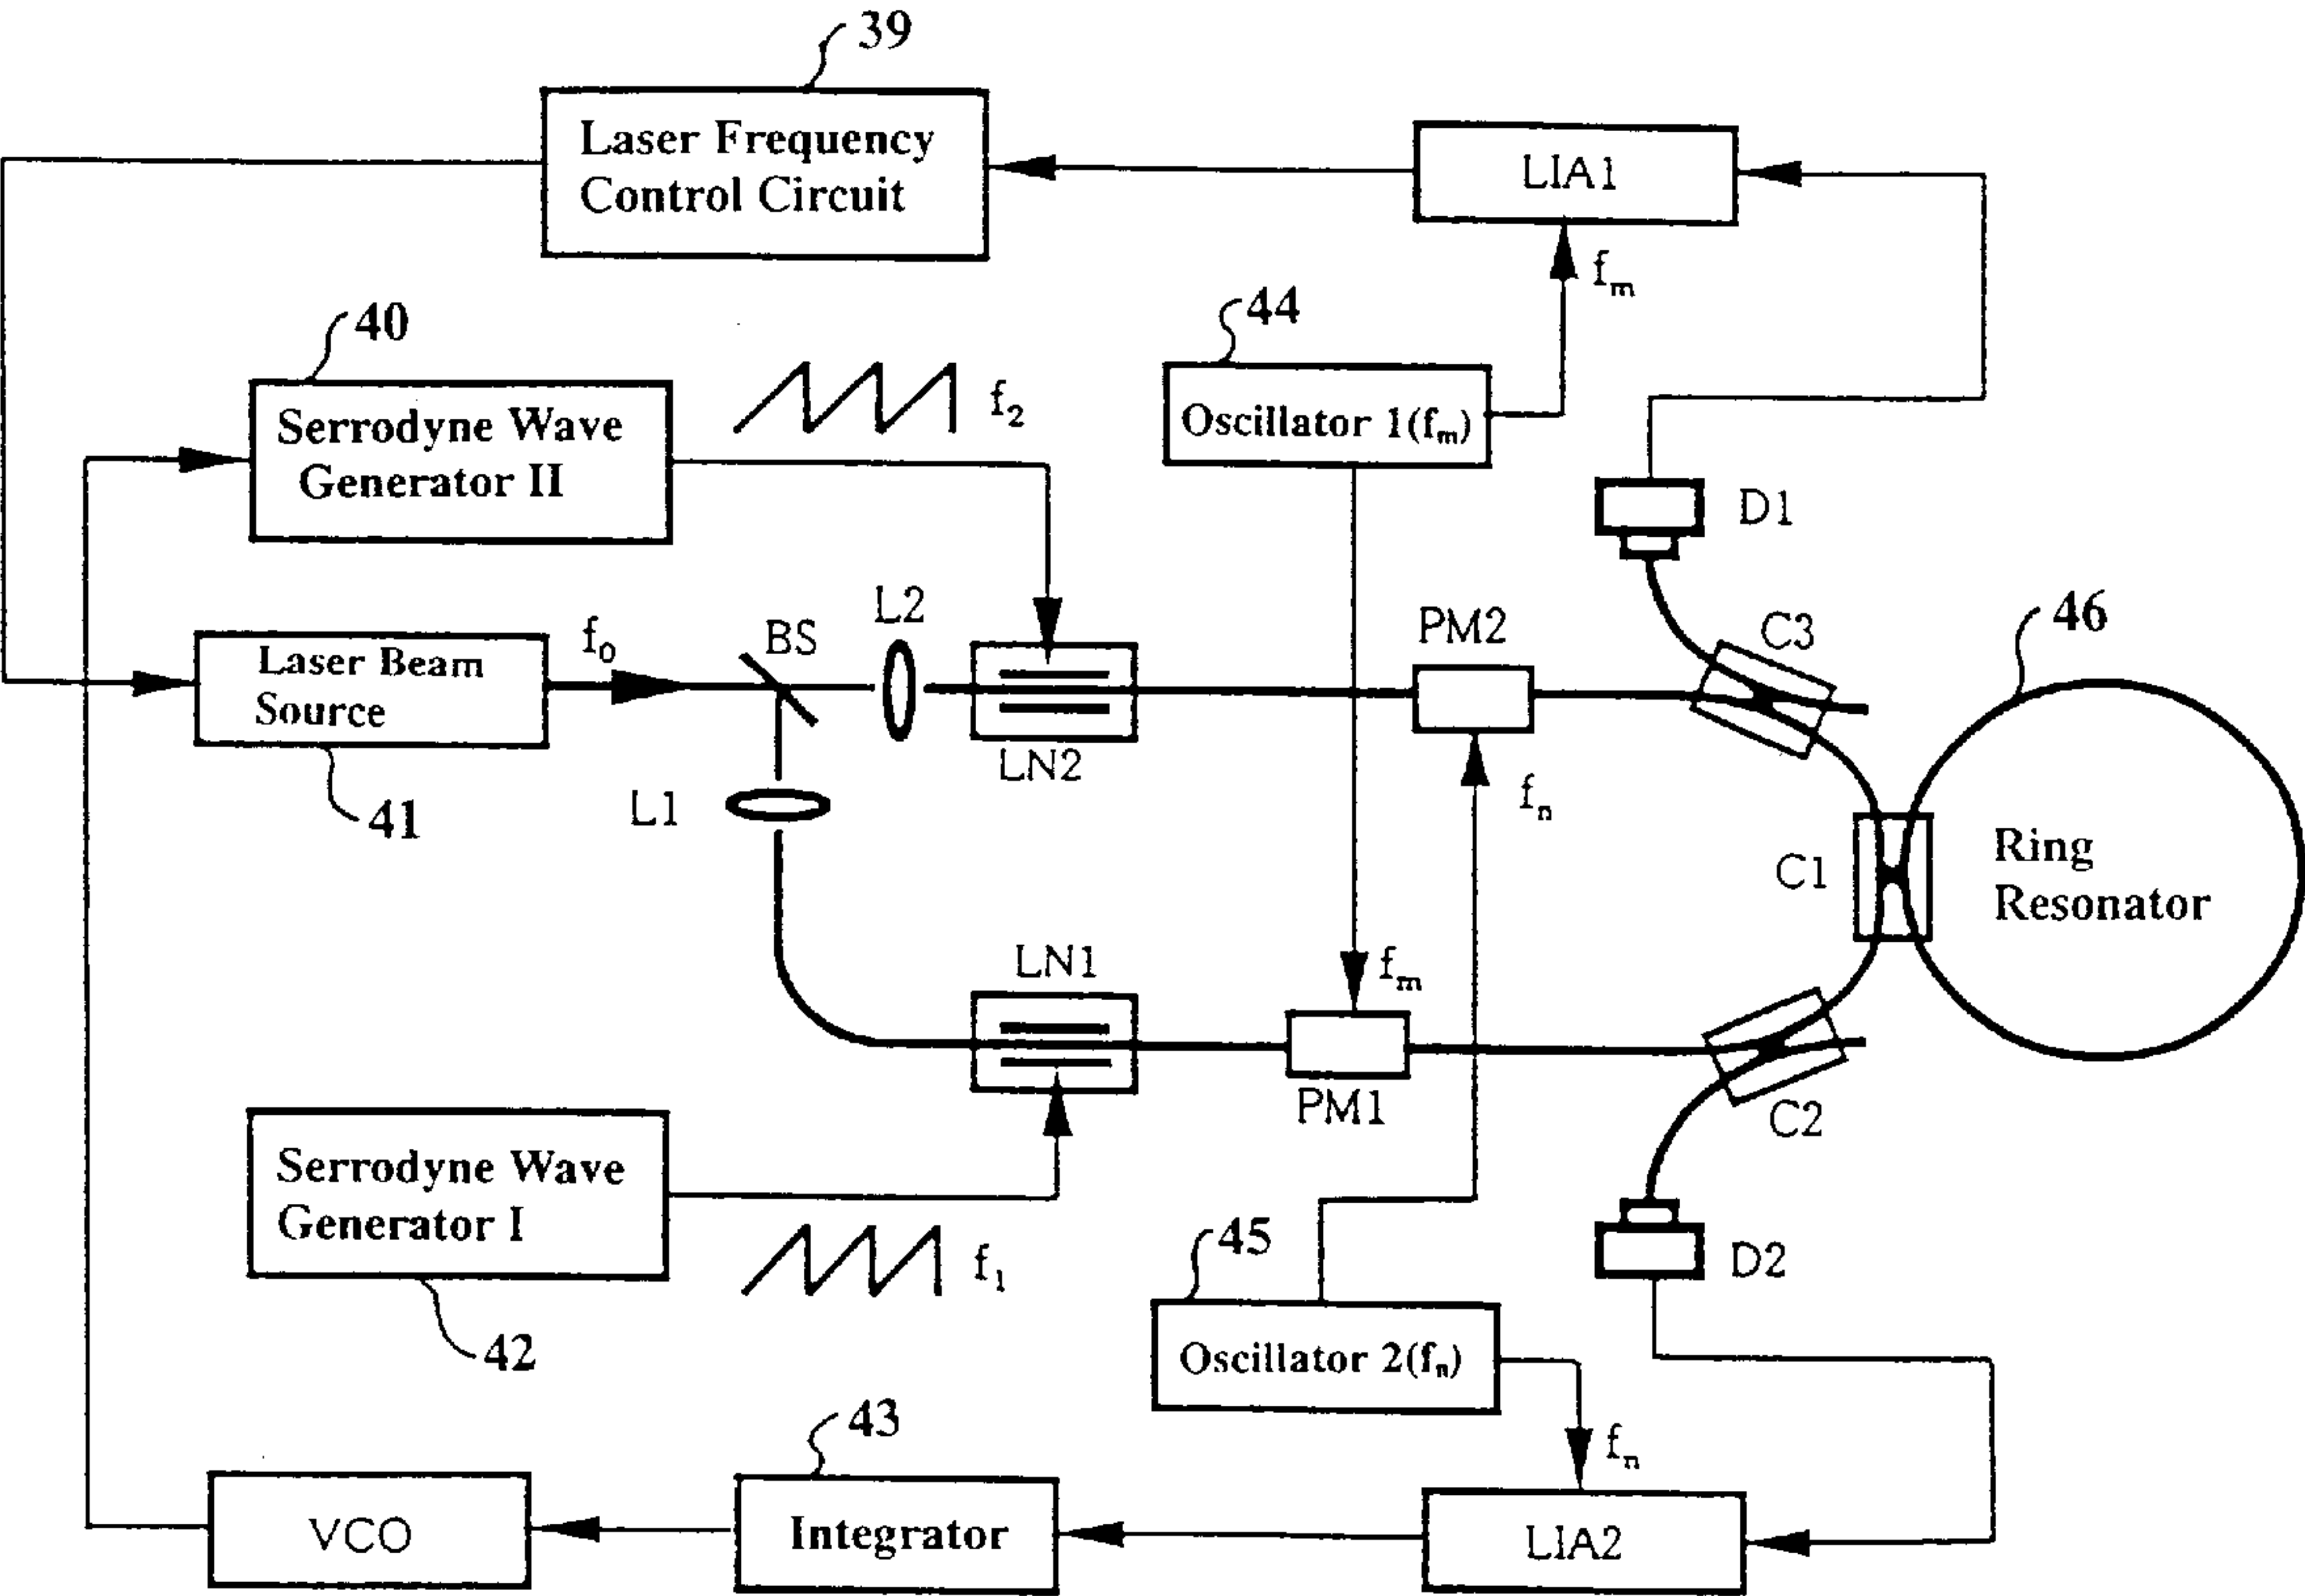 39
Laser Frequency
Control Circuit
LIA1
fm
40
44
Serrodyne Wave
Generator II
f2
Oscillator 1(fm)
D1
L2
PM2
C3
46
f0
BS
Laser Beam
Source
LN2
fn
41
L1
C1
Ring
Resonator
LN1
fm
PM1
C2
Serrodyne Wave
Generator I
f1
45
D2
42
Oscillator 2(fn)
43
fn
VCO
Integrator
LIA2